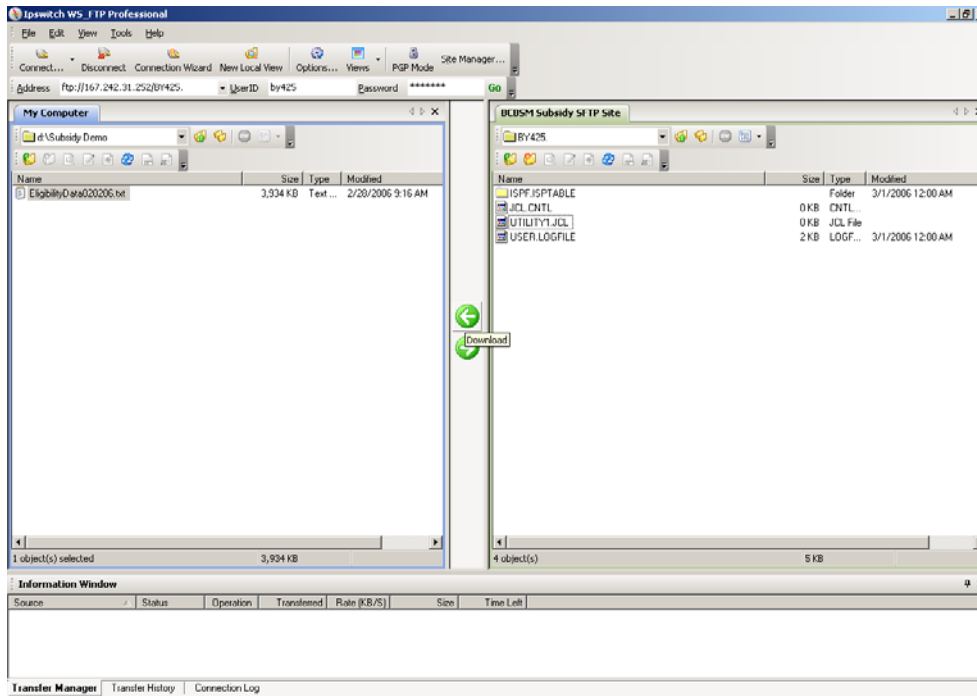 Ipswitch WS_FTP Professional
File Edit View Tools Help
Connect... Disconnect Connection Wizard New Local View Options... Views PGP Mode Site Manager...
Address ftp://167.242.31.252/BY425. UserID by425 Password ******* Go
My Computer
d:\Subsidy Demo
Name Size Type Modified
EligibilityData020206.txt 3,934 KB Text ... 2/28/2006 9:16 AM
1 object(s) selected 3,934 KB
Download
BCBSM Subsidy SFTP Site
BY425.
Name Size Type Modified
ISPF.ISPTABLE Folder 3/1/2006 12:00 AM
JCL.CNTL 0 KB CNTL...
UTILITY1.JCL 0 KB JCL File
USER.LOGFILE 2 KB LOGF... 3/1/2006 12:00 AM
4 object(s) 5 KB
Information Window
Source Status Operation Transferred Rate (KB/S) Size Time Left
Transfer Manager Transfer History Connection Log